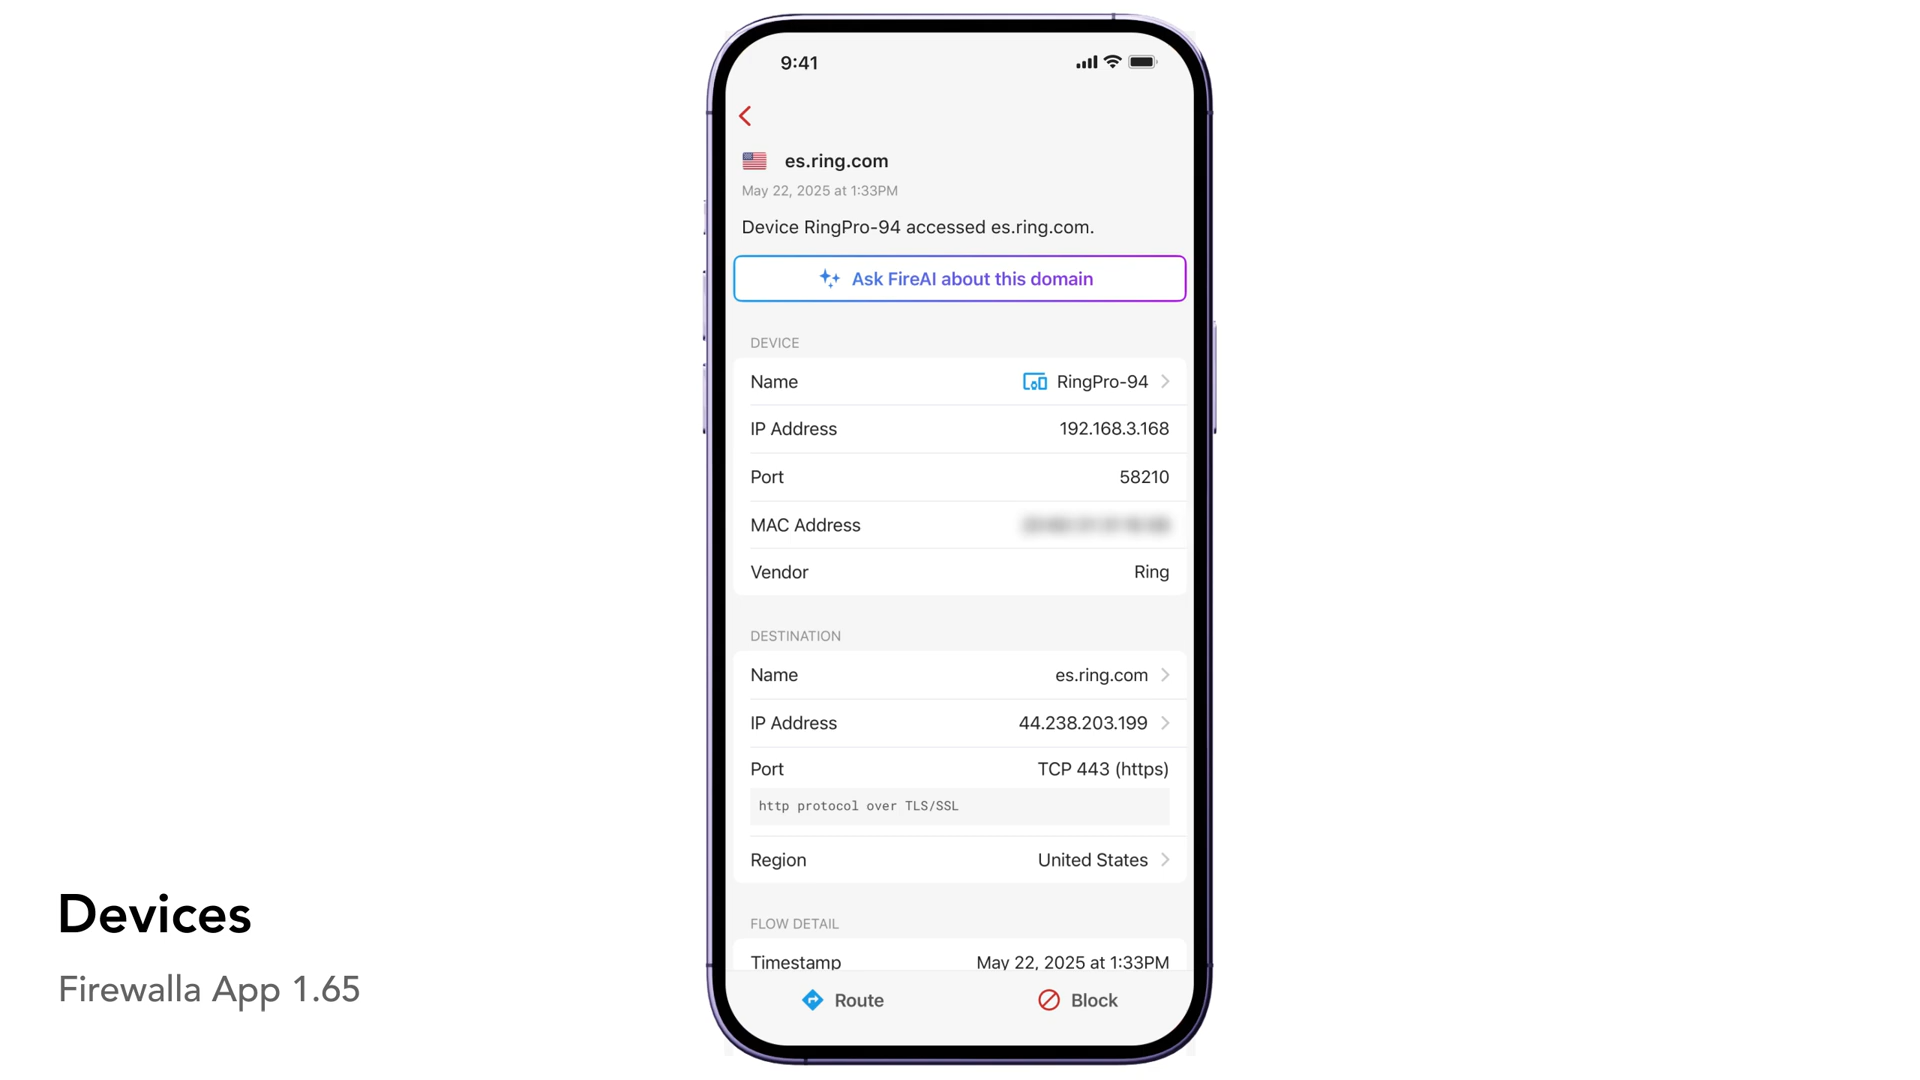 9:41
es.ring.com
May 22, 2025 at 1:33PM
Device RingPro-94 accessed es.ring.com.
Ask FireAI about this domain
DEVICE
Name RingPro-94
IP Address 192.168.3.168
Port 58210
MAC Address
Vendor Ring
DESTINATION
Name es.ring.com
IP Address 44.238.203.199
Port TCP 443 (https)
http protocol over TLS/SSL
Region United States
FLOW DETAIL
Timestamp May 22, 2025 at 1:33PM
Route Block
Devices
Firewalla App 1.65